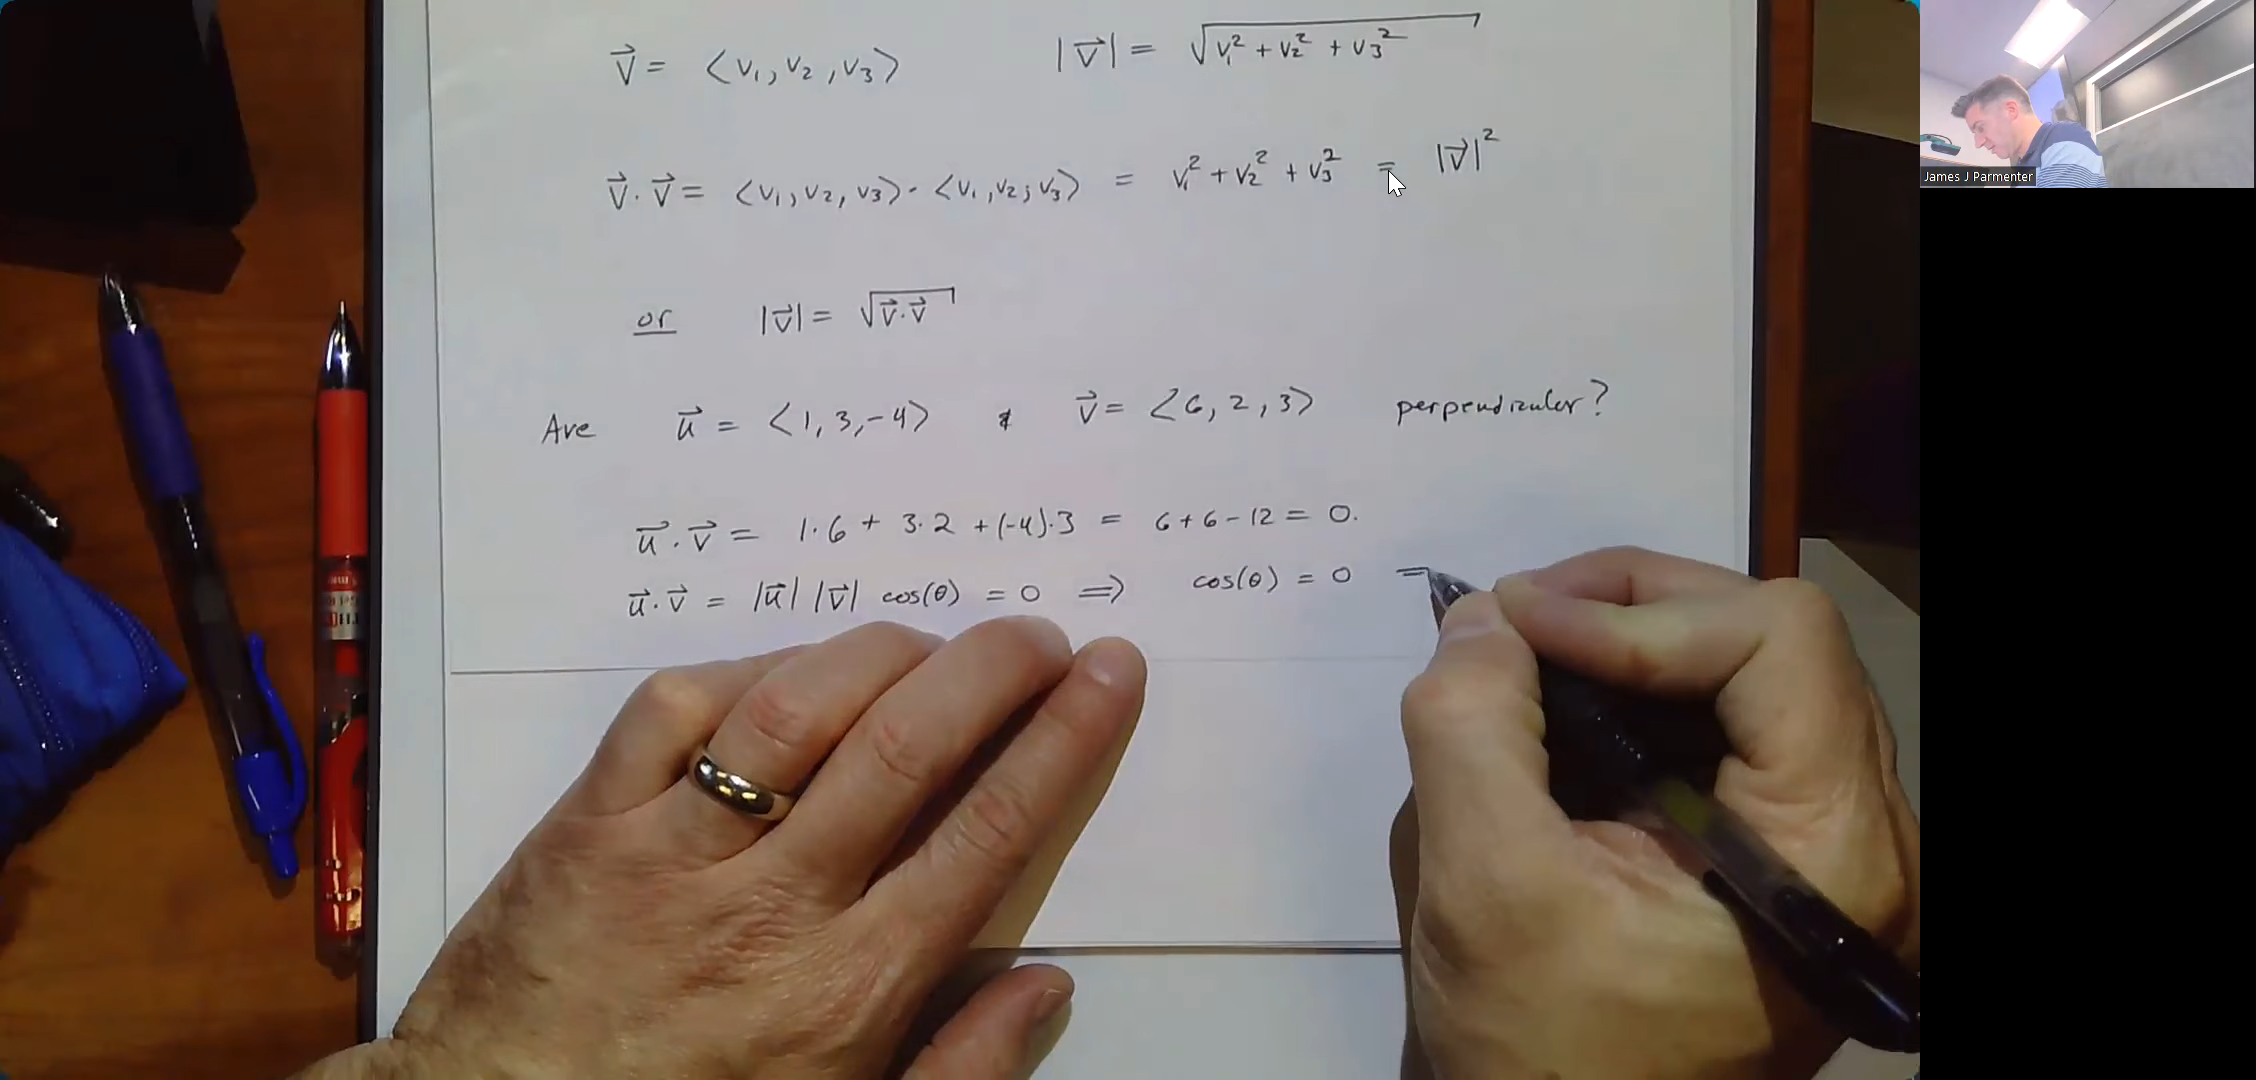 v⃗ = ⟨v₁, v₂, v₃⟩ |v⃗| = √(v₁² + v₂² + v₃²)
v⃗ · v⃗ = ⟨v₁, v₂, v₃⟩ · ⟨v₁, v₂, v₃⟩ = v₁² + v₂² + v₃² = |v⃗|²
or |v⃗| = √(v⃗·v⃗)
Are u⃗ = ⟨1, 3, -4⟩ & v⃗ = ⟨6, 2, 3⟩ perpendicular?
u⃗ · v⃗ = 1·6 + 3·2 + (-4)·3 = 6 + 6 - 12 = 0.
u⃗ · v⃗ = |u⃗| |v⃗| cos(θ) = 0 ⇒ cos(θ) = 0 =
James J Parmenter